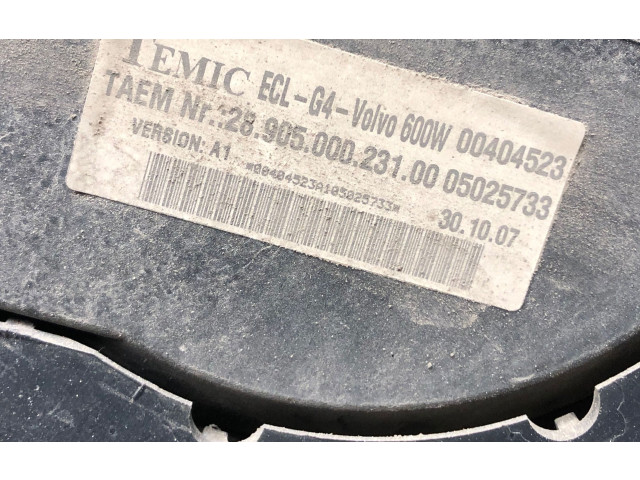 TEMIC ECL-G4-Volvo 600W 00404523
TAEM Nr.:28.905.000.231.00 05025733
VERSION: A1
*00404523A105025733*
30.10.07